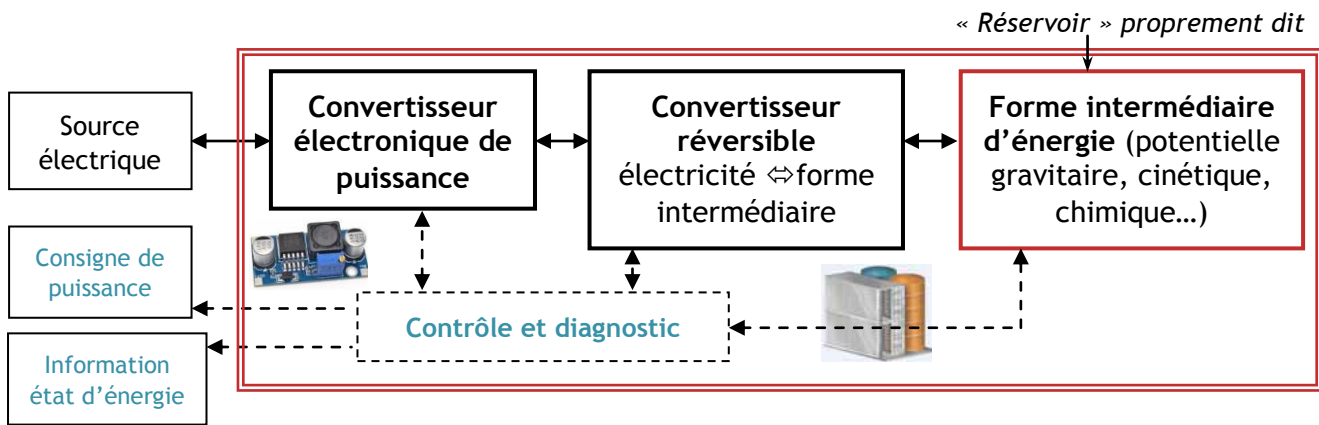 « Réservoir » proprement dit
Source
électrique
Convertisseur
électronique de
puissance
Convertisseur
réversible
électricité ⬄forme
intermédiaire
Forme intermédiaire
d’énergie (potentielle
gravitaire, cinétique,
chimique…)
Consigne de
puissance
Contrôle et diagnostic
Information
état d’énergie